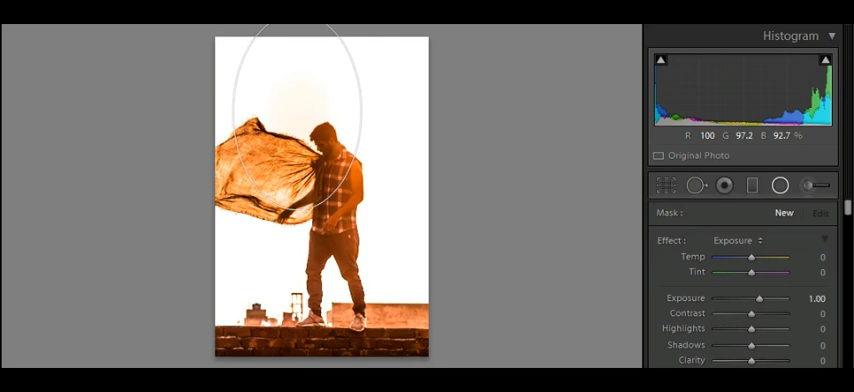 Histogram
R 100 G 97.2 B 92.7 %
Original Photo
Mask : New Edit
Effect : Exposure
Temp 0
Tint 0
Exposure 1.00
Contrast 0
Highlights 0
Shadows 0
Clarity 0